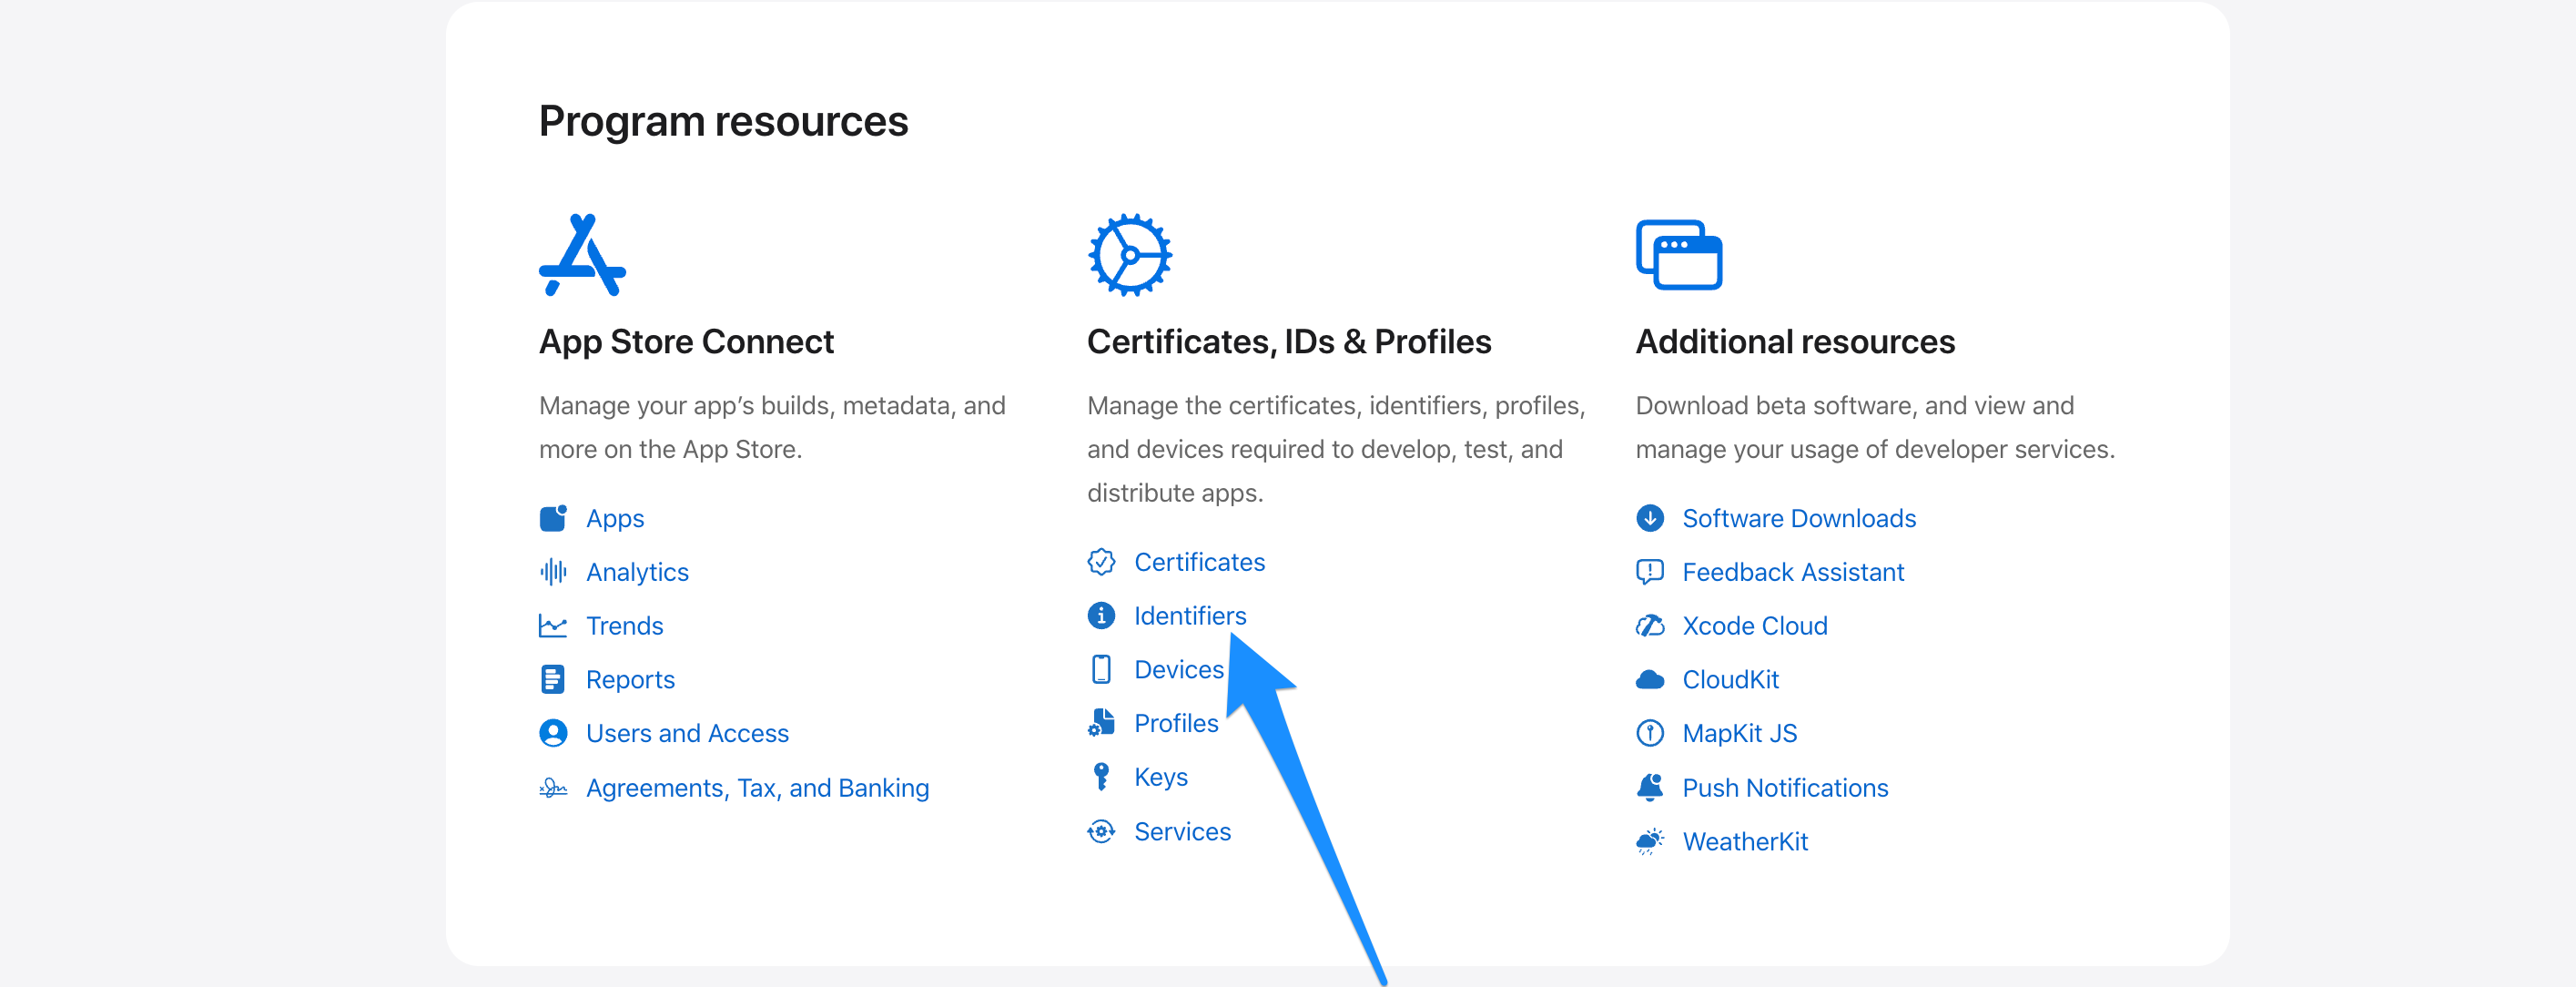 Program resources
App Store Connect
Manage your app’s builds, metadata, and
more on the App Store.
Apps
Analytics
Trends
Reports
Users and Access
Agreements, Tax, and Banking
Certificates, IDs & Profiles
Manage the certificates, identifiers, profiles,
and devices required to develop, test, and
distribute apps.
Certificates
Identifiers
Devices
Profiles
Keys
Services
Additional resources
Download beta software, and view and
manage your usage of developer services.
Software Downloads
Feedback Assistant
Xcode Cloud
CloudKit
MapKit JS
Push Notifications
WeatherKit